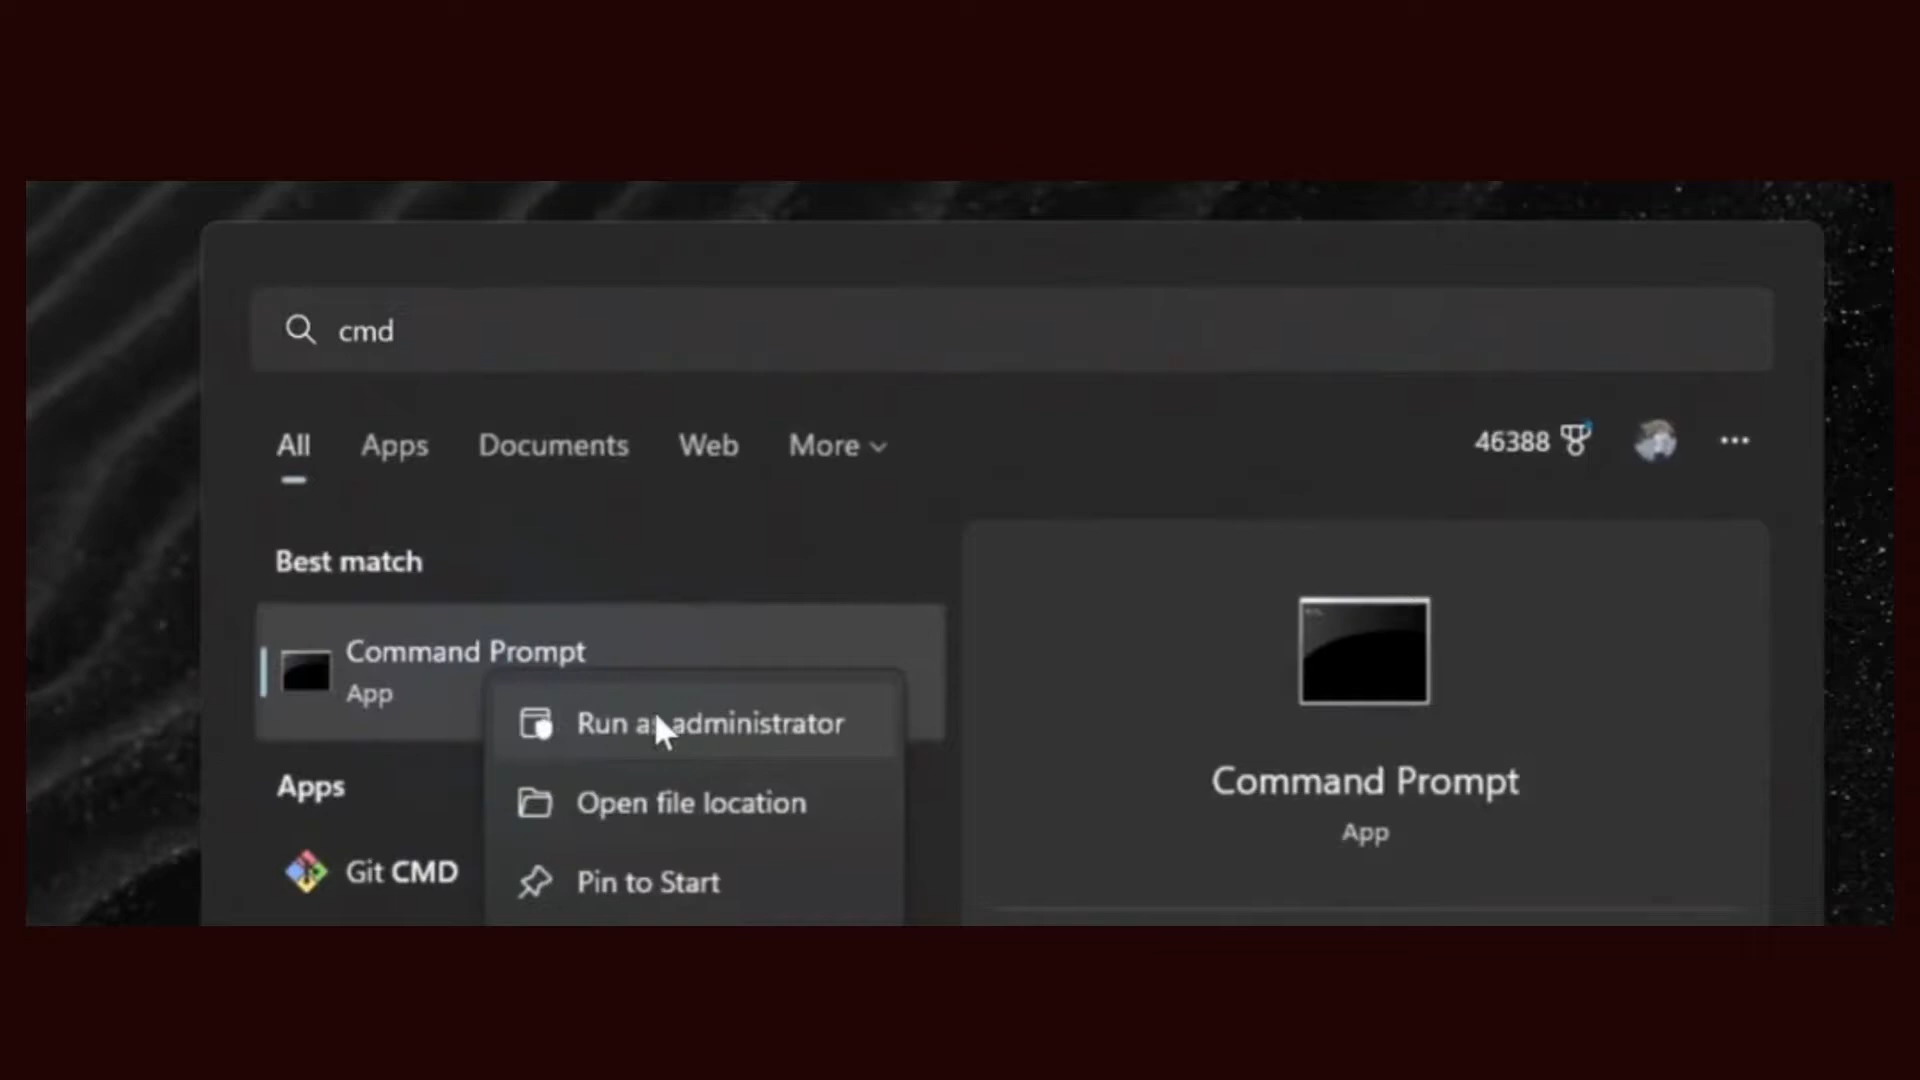 cmd
All Apps Documents Web More
46388
Best match
Command Prompt
App
Run as administrator
Open file location
Pin to Start
Apps
Git CMD
Command Prompt
App